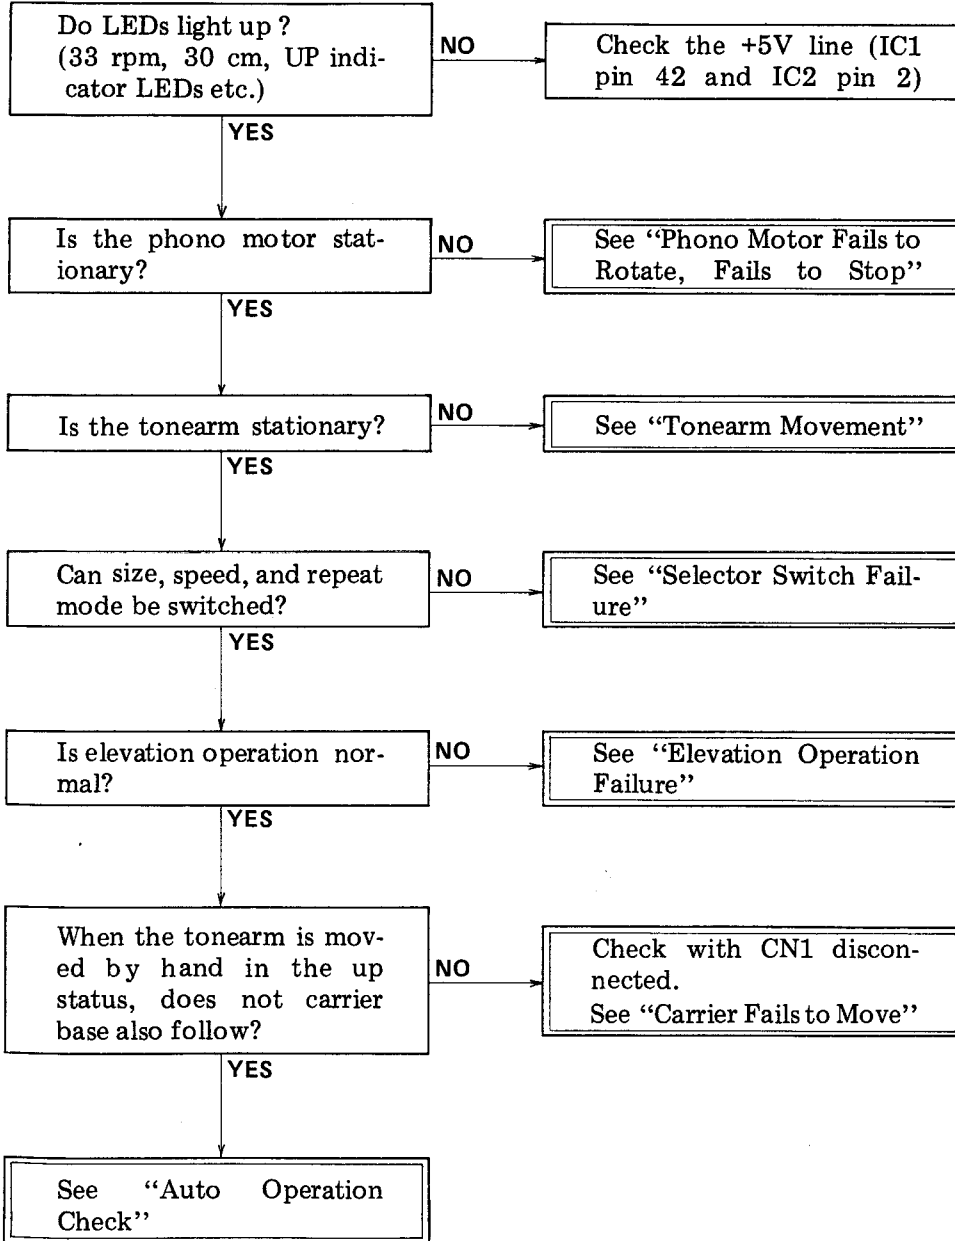 Do LEDs light up ?
(33 rpm, 30 cm, UP indi-
cator LEDs etc.)
NO
Check the +5V line (IC1
pin 42 and IC2 pin 2)
YES
Is the phono motor stat-
ionary?
NO
See “Phono Motor Fails to
Rotate, Fails to Stop”
YES
Is the tonearm stationary?
NO
See “Tonearm Movement”
YES
Can size, speed, and repeat
mode be switched?
NO
See “Selector Switch Fail-
ure”
YES
Is elevation operation nor-
mal?
NO
See “Elevation Operation
Failure”
YES
When the tonearm is mov-
ed by hand in the up
status, does not carrier
base also follow?
NO
Check with CN1 discon-
nected.
See “Carrier Fails to Move”
YES
See “Auto Operation
Check”